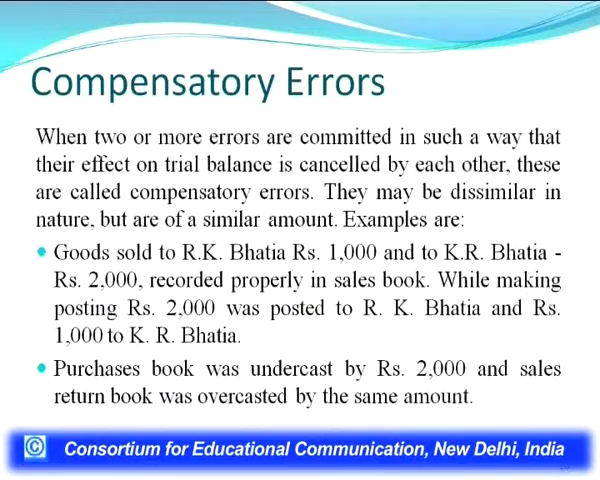 Compensatory Errors
When two or more errors are committed in such a way that
their effect on trial balance is cancelled by each other, these
are called compensatory errors. They may be dissimilar in
nature, but are of a similar amount. Examples are:
• Goods sold to R.K. Bhatia Rs. 1,000 and to K.R. Bhatia -
Rs. 2,000, recorded properly in sales book. While making
posting Rs. 2,000 was posted to R. K. Bhatia and Rs.
1,000 to K. R. Bhatia.
• Purchases book was undercast by Rs. 2,000 and sales
return book was overcasted by the same amount.
© Consortium for Educational Communication, New Delhi, India